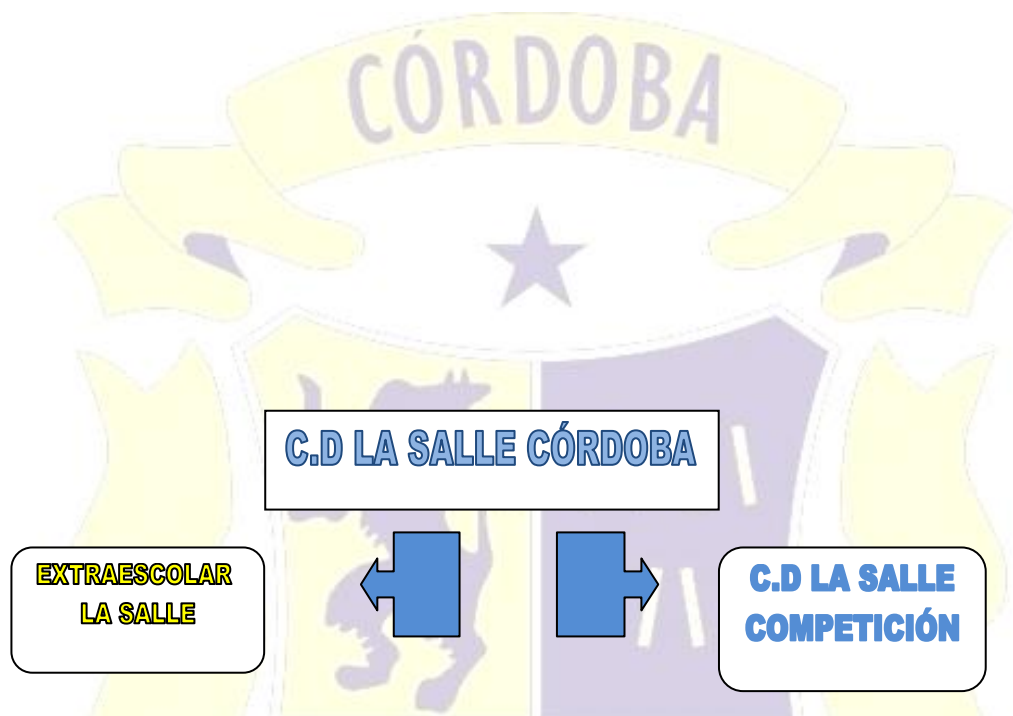 CÓRDOBA
C.D LA SALLE CÓRDOBA
EXTRAESCOLAR
LA SALLE
C.D LA SALLE
COMPETICIÓN